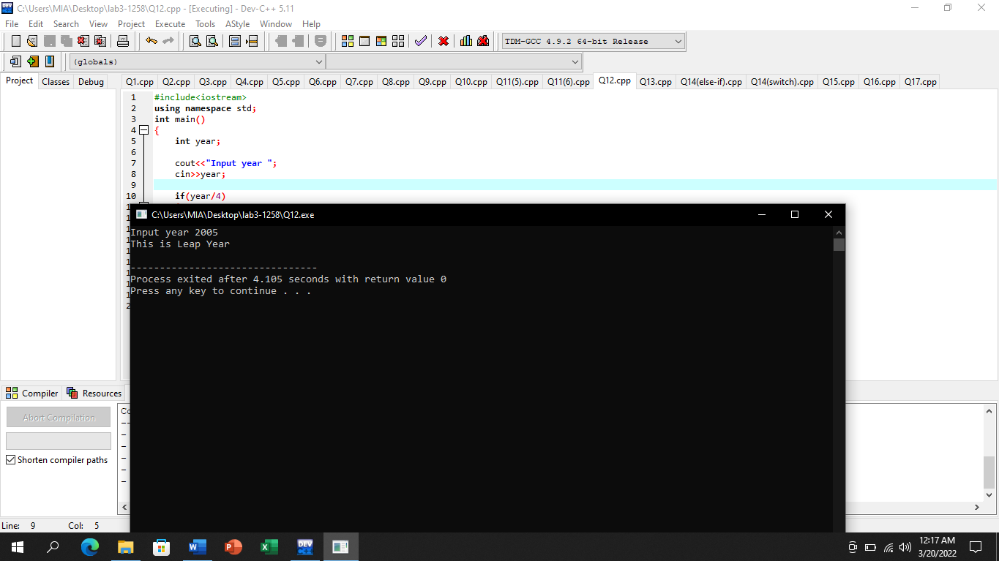 C:\Users\MIA\Desktop\lab3-1258\Q12.cpp - [Executing] - Dev-C++ 5.11
File Edit Search View Project Execute Tools AStyle Window Help
TDM-GCC 4.9.2 64-bit Release
(globals)
Project Classes Debug Q1.cpp Q2.cpp Q3.cpp Q4.cpp Q5.cpp Q6.cpp Q7.cpp Q8.cpp Q9.cpp Q10.cpp Q11(5).cpp Q11(6).cpp Q12.cpp Q13.cpp Q14(else-if).cpp Q14(switch).cpp Q15.cpp Q16.cpp Q17.cpp
1 #include<iostream>
2 using namespace std;
3 int main()
4 {
5 int year;
6
7 cout<<"Input year ";
8 cin>>year;
9
10 if(year/4)
C:\Users\MIA\Desktop\lab3-1258\Q12.exe
Input year 2005
This is Leap Year
--------------------------------
Process exited after 4.105 seconds with return value 0
Press any key to continue . . .
Compiler Resources
Abort Compilation
Shorten compiler paths
Line: 9 Col: 5
12:17 AM
3/20/2022